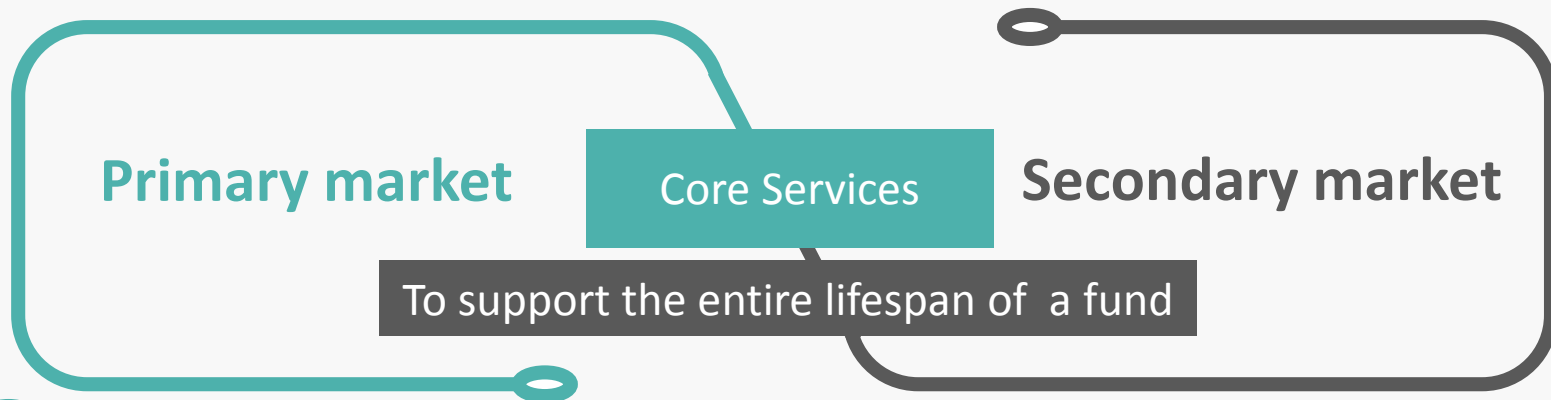 Primary market
Core Services
Secondary market
To support the entire lifespan of  a fund